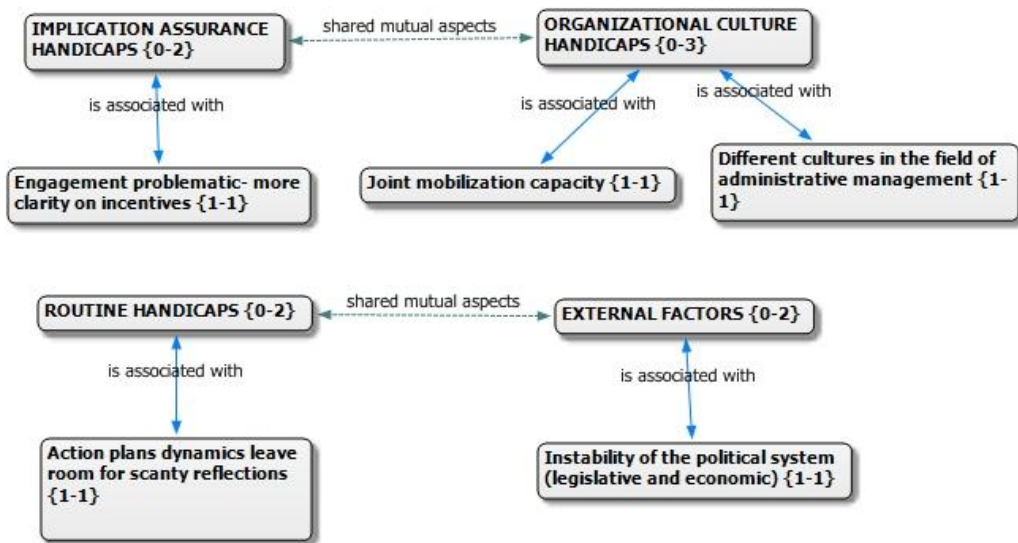 IMPLICATION ASSURANCE
HANDICAPS {0-2}
shared mutual aspects
ORGANIZATIONAL CULTURE
HANDICAPS {0-3}
is associated with
is associated with
is associated with
Engagement problematic- more
clarity on incentives {1-1}
Joint mobilization capacity {1-1}
Different cultures in the field of
administrative management {1-
1}
ROUTINE HANDICAPS {0-2}
shared mutual aspects
EXTERNAL FACTORS {0-2}
is associated with
is associated with
Action plans dynamics leave
room for scanty reflections
{1-1}
Instability of the political system
(legislative and economic) {1-1}